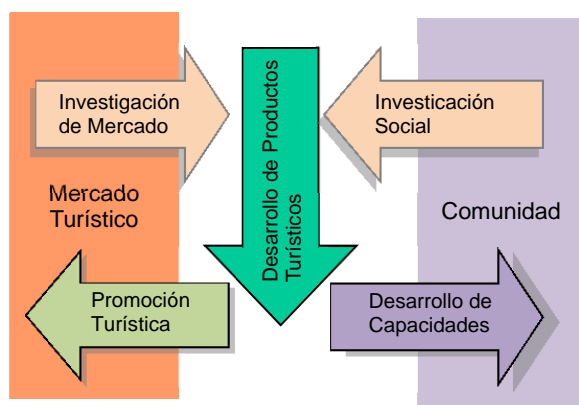 Investigación
de Mercado
Desarrollo de Productos
Turísticos
Investicación
Social
Mercado
Turístico
Comunidad
Promoción
Turística
Desarrollo de
Capacidades